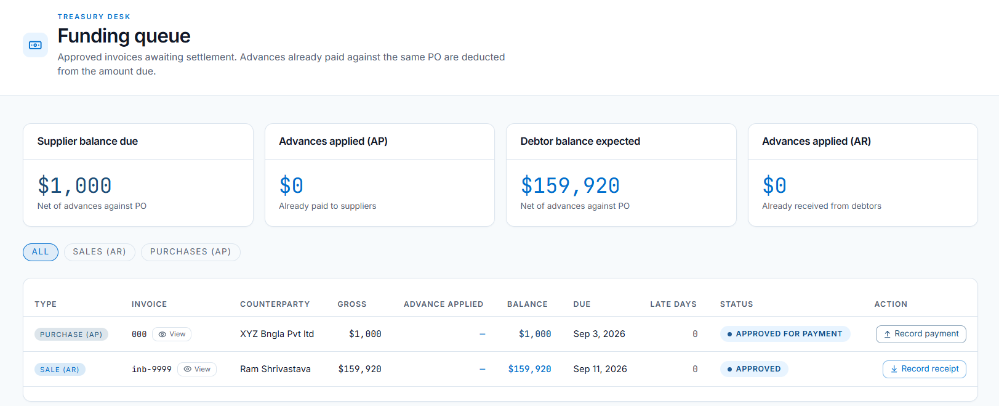 TREASURY DESK
Funding queue
Approved invoices awaiting settlement. Advances already paid against the same PO are deducted
from the amount due.
Supplier balance due
$1,000
Net of advances against PO
Advances applied (AP)
$0
Already paid to suppliers
Debtor balance expected
$159,920
Net of advances against PO
Advances applied (AR)
$0
Already received from debtors
ALL SALES (AR) PURCHASES (AP)
TYPE INVOICE COUNTERPARTY GROSS ADVANCE APPLIED BALANCE DUE LATE DAYS STATUS ACTION
PURCHASE (AP) 000 View XYZ Bngla Pvt ltd $1,000 — $1,000 Sep 3, 2026 0 APPROVED FOR PAYMENT Record payment
SALE (AR) inb-9999 View Ram Shrivastava $159,920 — $159,920 Sep 11, 2026 0 APPROVED Record receipt